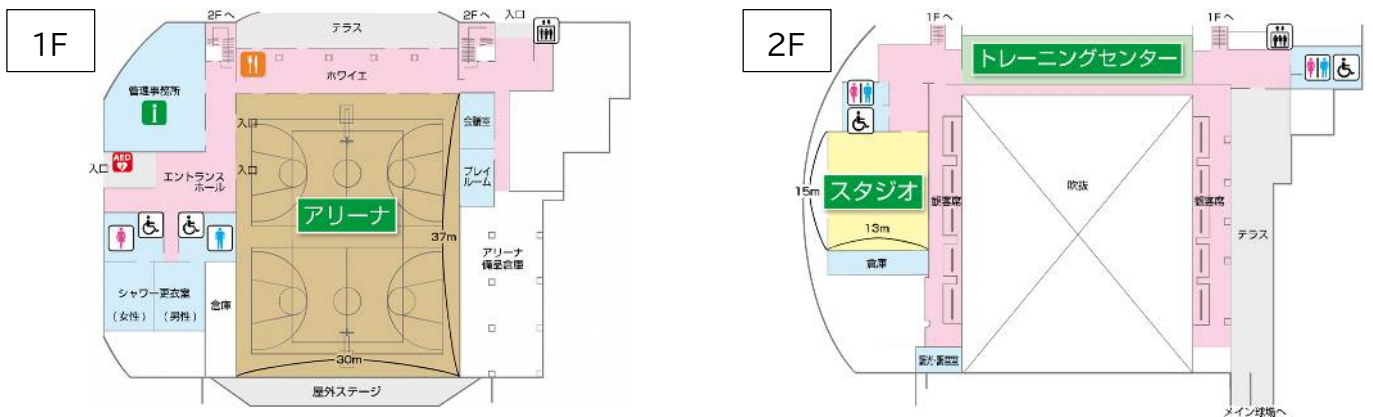 1F
2Fへ
テラス
2Fへ
入口
ホワイエ
管理事務所
i
入口
会議室
AED
入口
エントランス
ホール
入口
プレイ
ルーム
アリーナ
37m
アリーナ
備品倉庫
シャワー更衣室
(女性)
(男性)
倉庫
30m
屋外ステージ
2F
1Fへ
1Fへ
トレーニングセンター
15m
スタジオ
観客席
吹抜
観客席
13m
テラス
倉庫
調光・調音室
メイン球場へ